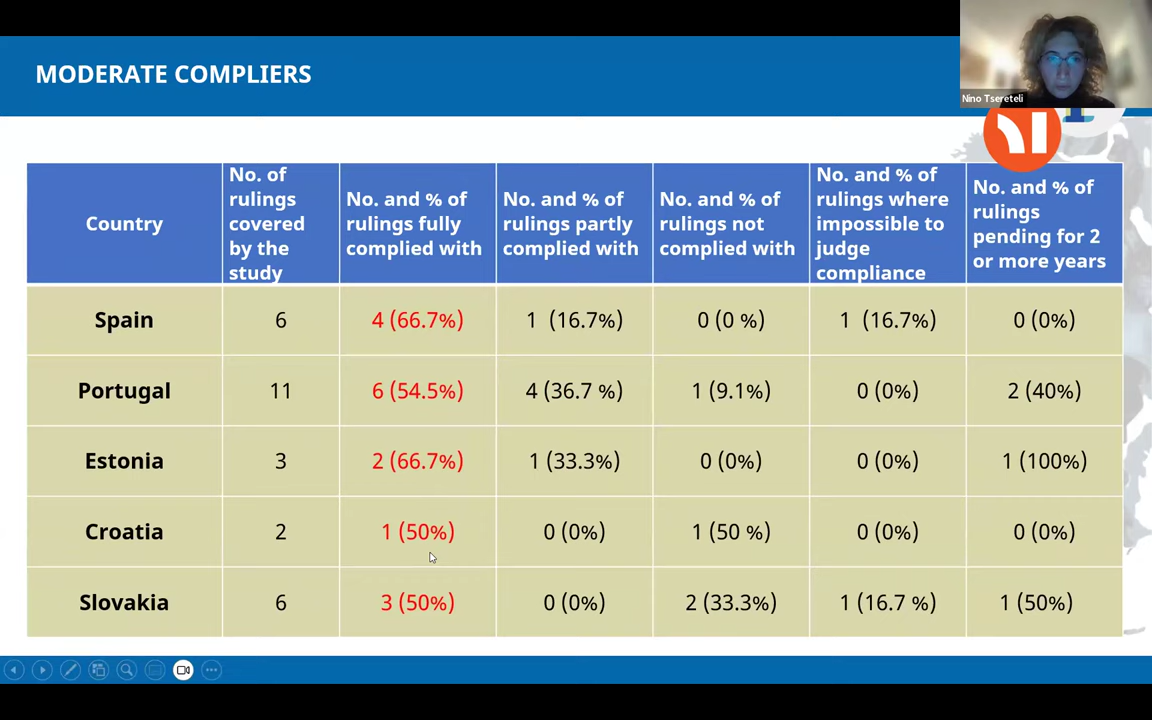 MODERATE COMPLIERS
Nino Tsereteli
Country
No. of
rulings
covered
by the
study
No. and % of
rulings fully
complied with
No. and % of
rulings partly
complied with
No. and % of
rulings not
complied with
No. and % of
rulings where
impossible to
judge
compliance
No. and % of
rulings
pending for 2
or more years
Spain 6 4 (66.7%) 1 (16.7%) 0 (0 %) 1 (16.7%) 0 (0%)
Portugal 11 6 (54.5%) 4 (36.7 %) 1 (9.1%) 0 (0%) 2 (40%)
Estonia 3 2 (66.7%) 1 (33.3%) 0 (0%) 0 (0%) 1 (100%)
Croatia 2 1 (50%) 0 (0%) 1 (50 %) 0 (0%) 0 (0%)
Slovakia 6 3 (50%) 0 (0%) 2 (33.3%) 1 (16.7 %) 1 (50%)